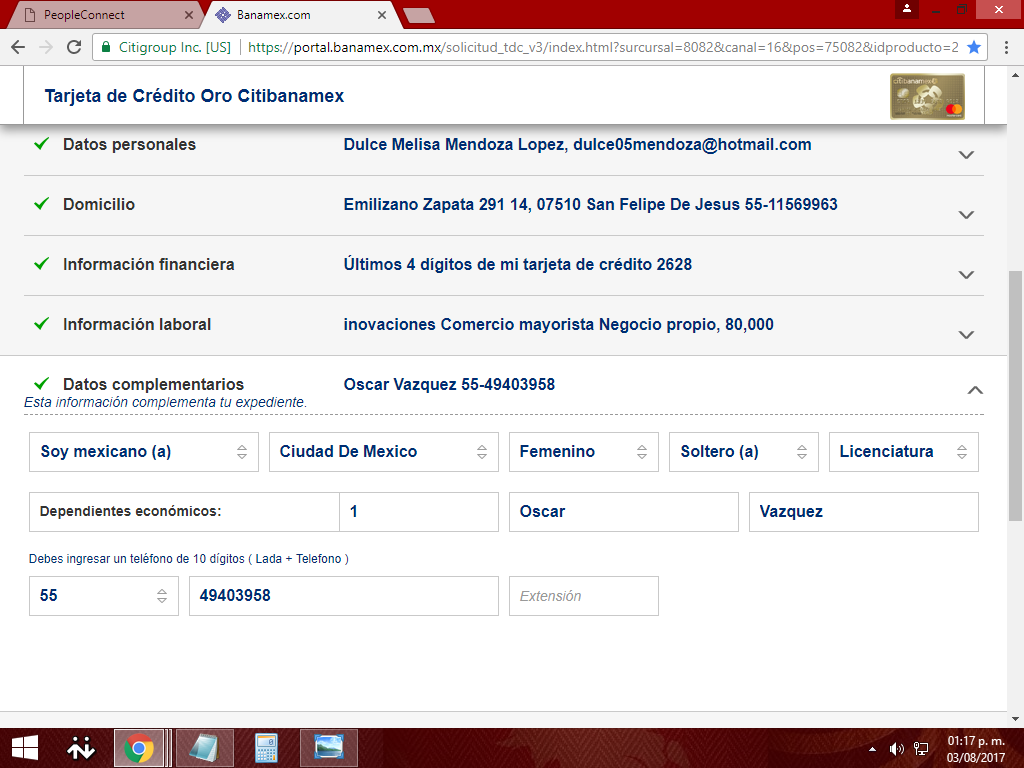 PeopleConnect
Banamex.com
Citigroup Inc. [US]
https://portal.banamex.com.mx/solicitud_tdc_v3/index.html?sursursal=8082&canal=16&pos=75082&idproducto=2
Tarjeta de Crédito Oro Citibanamex
citibanamex
Datos personales
Dulce Melisa Mendoza Lopez, dulce05mendoza@hotmail.com
Domicilio
Emilizano Zapata 291 14, 07510 San Felipe De Jesus 55-11569963
Información financiera
Últimos 4 dígitos de mi tarjeta de crédito 2628
Información laboral
inovaciones Comercio mayorista Negocio propio, 80,000
Datos complementarios
Oscar Vazquez 55-49403958
Esta información complementa tu expediente.
Soy mexicano (a)
Ciudad De Mexico
Femenino
Soltero (a)
Licenciatura
Dependientes económicos:
1
Oscar
Vazquez
Debes ingresar un teléfono de 10 dígitos ( Lada + Telefono )
55
49403958
Extensión
01:17 p. m.
03/08/2017